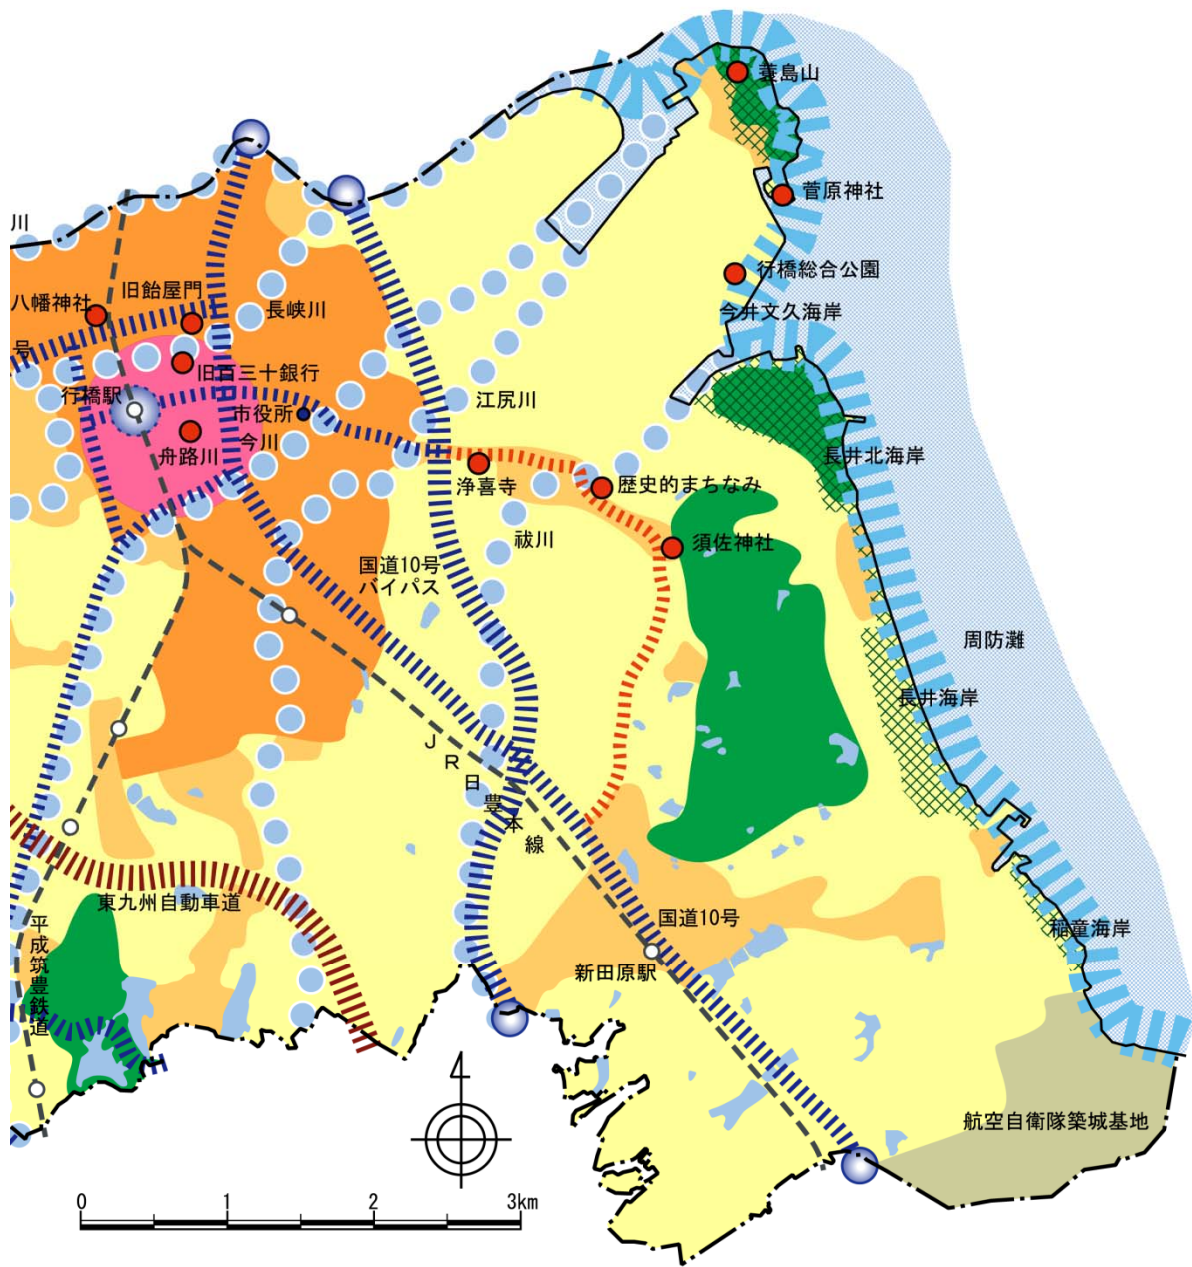 蓑島山
菅原神社
川
行橋総合公園
旧飴屋門
八幡神社
長峡川
今井文久海岸
号
旧百三十銀行
行橋駅
江尻川
市役所
今川
舟路川
長井北海岸
浄喜寺
歴史的まちなみ
祓川
須佐神社
国道10号
バイパス
周防灘
長井海岸
JR日豊本線
東九州自動車道
国道10号
稲童海岸
平成筑豊鉄道
新田原駅
航空自衛隊築城基地
0 1 2 3km